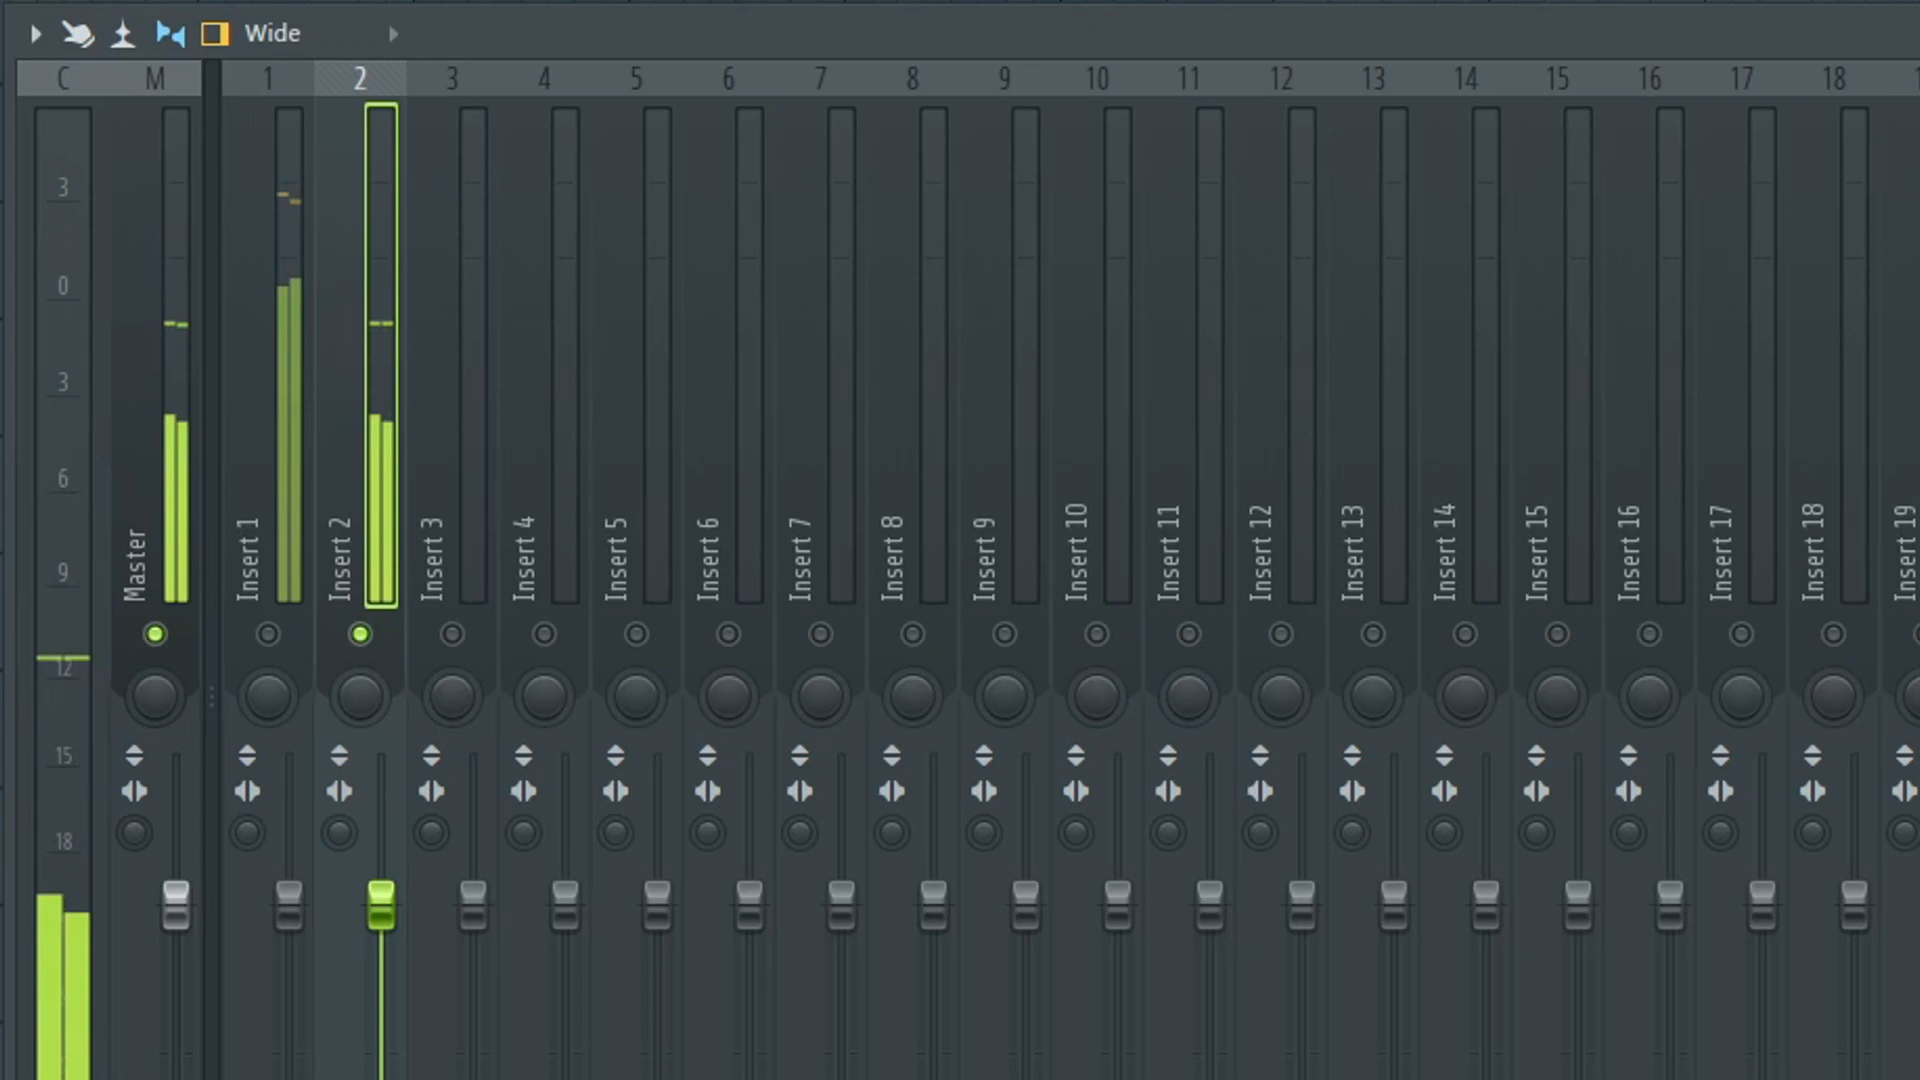 Wide
C M 1 2 3 4 5 6 7 8 9 10 11 12 13 14 15 16 17 18
3
0
3
6
9
12
15
18
Master
Insert 1
Insert 2
Insert 3
Insert 4
Insert 5
Insert 6
Insert 7
Insert 8
Insert 9
Insert 10
Insert 11
Insert 12
Insert 13
Insert 14
Insert 15
Insert 16
Insert 17
Insert 18
Insert 19